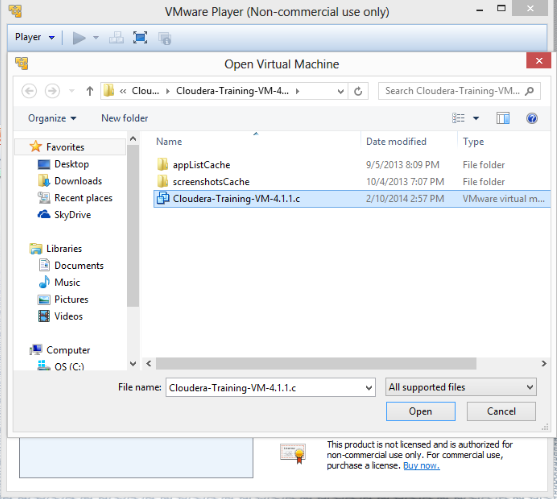 VMware Player (Non-commercial use only)
Player
Open Virtual Machine
« Clou... Cloudera-Training-VM-4...
Search Cloudera-Training-VM...
Organize New folder
Name Date modified Type
Favorites
Desktop
Downloads
Recent places
SkyDrive
Libraries
Documents
Music
Pictures
Videos
Computer
OS (C:)
appListCache 9/5/2013 8:09 PM File folder
screenshotsCache 10/4/2013 7:07 PM File folder
Cloudera-Training-VM-4.1.1.c 2/10/2014 2:57 PM VMware virtual m...
File name: Cloudera-Training-VM-4.1.1.c All supported files
Open Cancel
This product is not licensed and is authorized for
non-commercial use only. For commercial use,
purchase a license. Buy now.